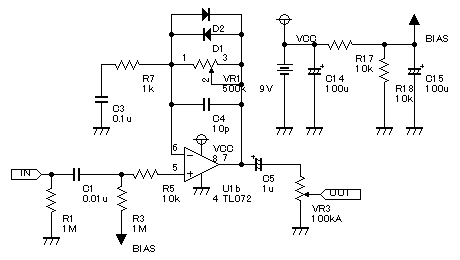 D2
D1
1
3
2
VR1
500k
R7
1k
C3
0.1u
C4
10p
VCC
9V
C14
100u
R17
10k
R18
10k
BIAS
C15
100u
IN
C1
0.01u
R1
1M
R3
1M
BIAS
R5
10k
6
5
8
7
VCC
U1b
4 TL072
C5
1u
OUT
VR3
100kA